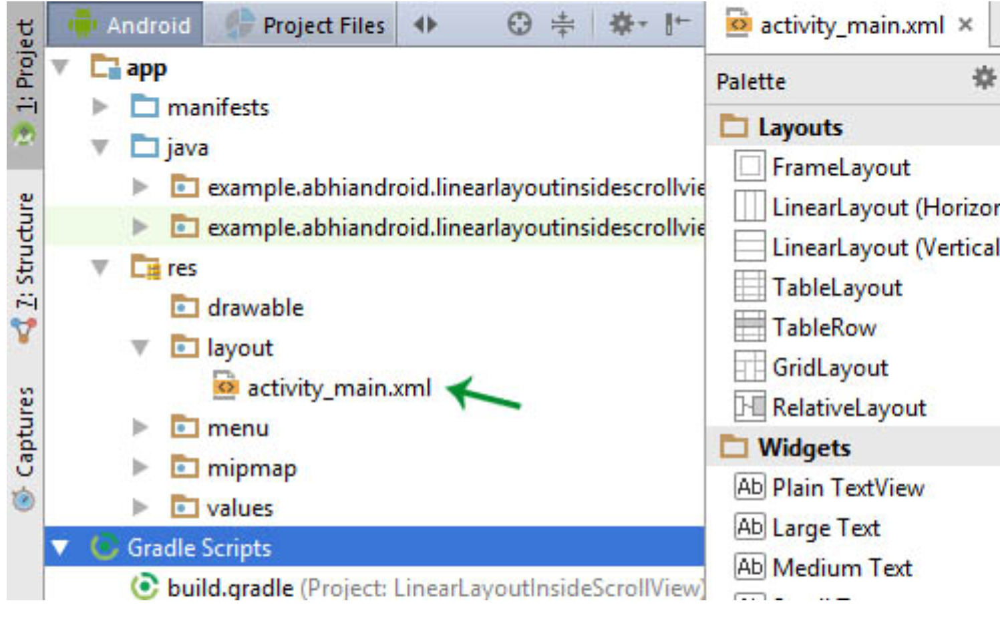 1: Project
7: Structure
Captures
Android
Project Files
app
manifests
java
example.abhiandroid.linearlayoutinsidescrollvie
example.abhiandroid.linearlayoutinsidescrollvie
res
drawable
layout
activity_main.xml
menu
mipmap
values
Gradle Scripts
build.gradle (Project: LinearLayoutInsideScrollView)
activity_main.xml
Palette
Layouts
FrameLayout
LinearLayout (Horizon
LinearLayout (Vertical
TableLayout
TableRow
GridLayout
RelativeLayout
Widgets
Ab Plain TextView
Ab Large Text
Ab Medium Text